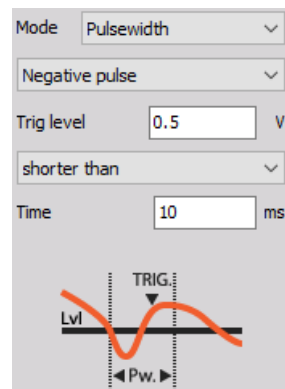 Mode Pulsewidth
Negative pulse
Trig level 0.5 V
shorter than
Time 10 ms
TRIG.
Lvl
Pw.